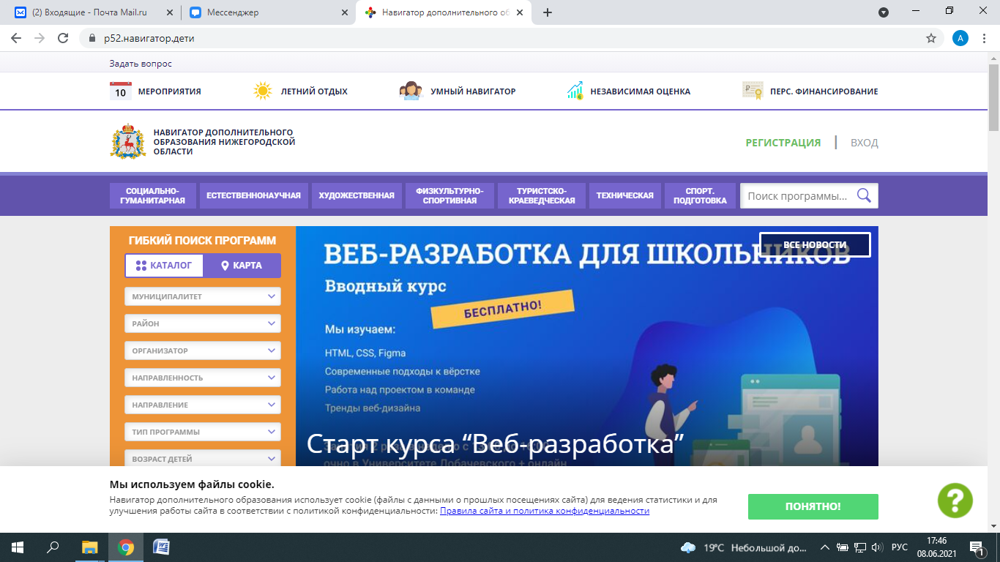 (2) Входящие - Почта Mail.ru
Мессенджер
Навигатор дополнительного об
р52.навигатор.дети
А
Задать вопрос
10
МЕРОПРИЯТИЯ
ЛЕТНИЙ ОТДЫХ
УМНЫЙ НАВИГАТОР
НЕЗАВИСИМАЯ ОЦЕНКА
ПЕРС. ФИНАНСИРОВАНИЕ
НАВИГАТОР ДОПОЛНИТЕЛЬНОГО
ОБРАЗОВАНИЯ НИЖЕГОРОДСКОЙ
ОБЛАСТИ
РЕГИСТРАЦИЯ
ВХОД
СОЦИАЛЬНО-
ГУМАНИТАРНАЯ
ЕСТЕСТВЕННОНАУЧНАЯ
ХУДОЖЕСТВЕННАЯ
ФИЗКУЛЬТУРНО-
СПОРТИВНАЯ
ТУРИСТСКО-
КРАЕВЕДЧЕСКАЯ
ТЕХНИЧЕСКАЯ
СПОРТ.
ПОДГОТОВКА
Поиск программы...
ГИБКИЙ ПОИСК ПРОГРАММ
КАТАЛОГ
КАРТА
МУНИЦИПАЛИТЕТ
РАЙОН
ОРГАНИЗАТОР
НАПРАВЛЕННОСТЬ
НАПРАВЛЕНИЕ
ТИП ПРОГРАММЫ
ВОЗРАСТ ДЕТЕЙ
ВСЕ НОВОСТИ
ВЕБ-РАЗРАБОТКА ДЛЯ ШКОЛЬНИКОВ
Вводный курс
БЕСПЛАТНО!
Мы изучаем:
HTML, CSS, Figma
Современные подходы к вёрстке
Работа над проектом в команде
Тренды веб-дизайна
Старт курса “Веб-разработка”
очно в Университете Лобачевского + онлайн
Мы используем файлы cookie.
Навигатор дополнительного образования использует cookie (файлы с данными о прошлых посещениях сайта) для ведения статистики и для
улучшения работы сайта в соответствии с политикой конфиденциальности: Правила сайта и политика конфиденциальности
ПОНЯТНО!
?
19°C Небольшой до...
РУС
17:46
08.06.2021
1